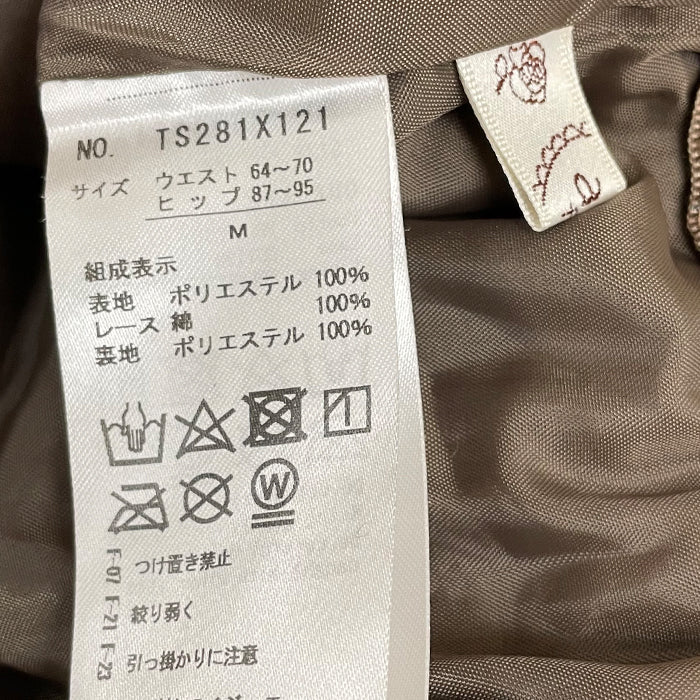 NO. TS281X121
サイズ ウエスト 64～70
ヒップ 87～95
M
組成表示
表地 ポリエステル 100%
レース 綿 100%
裏地 ポリエステル 100%
W
F-07 つけ置き禁止
F-21 絞り弱く
F-23 引っ掛かりに注意